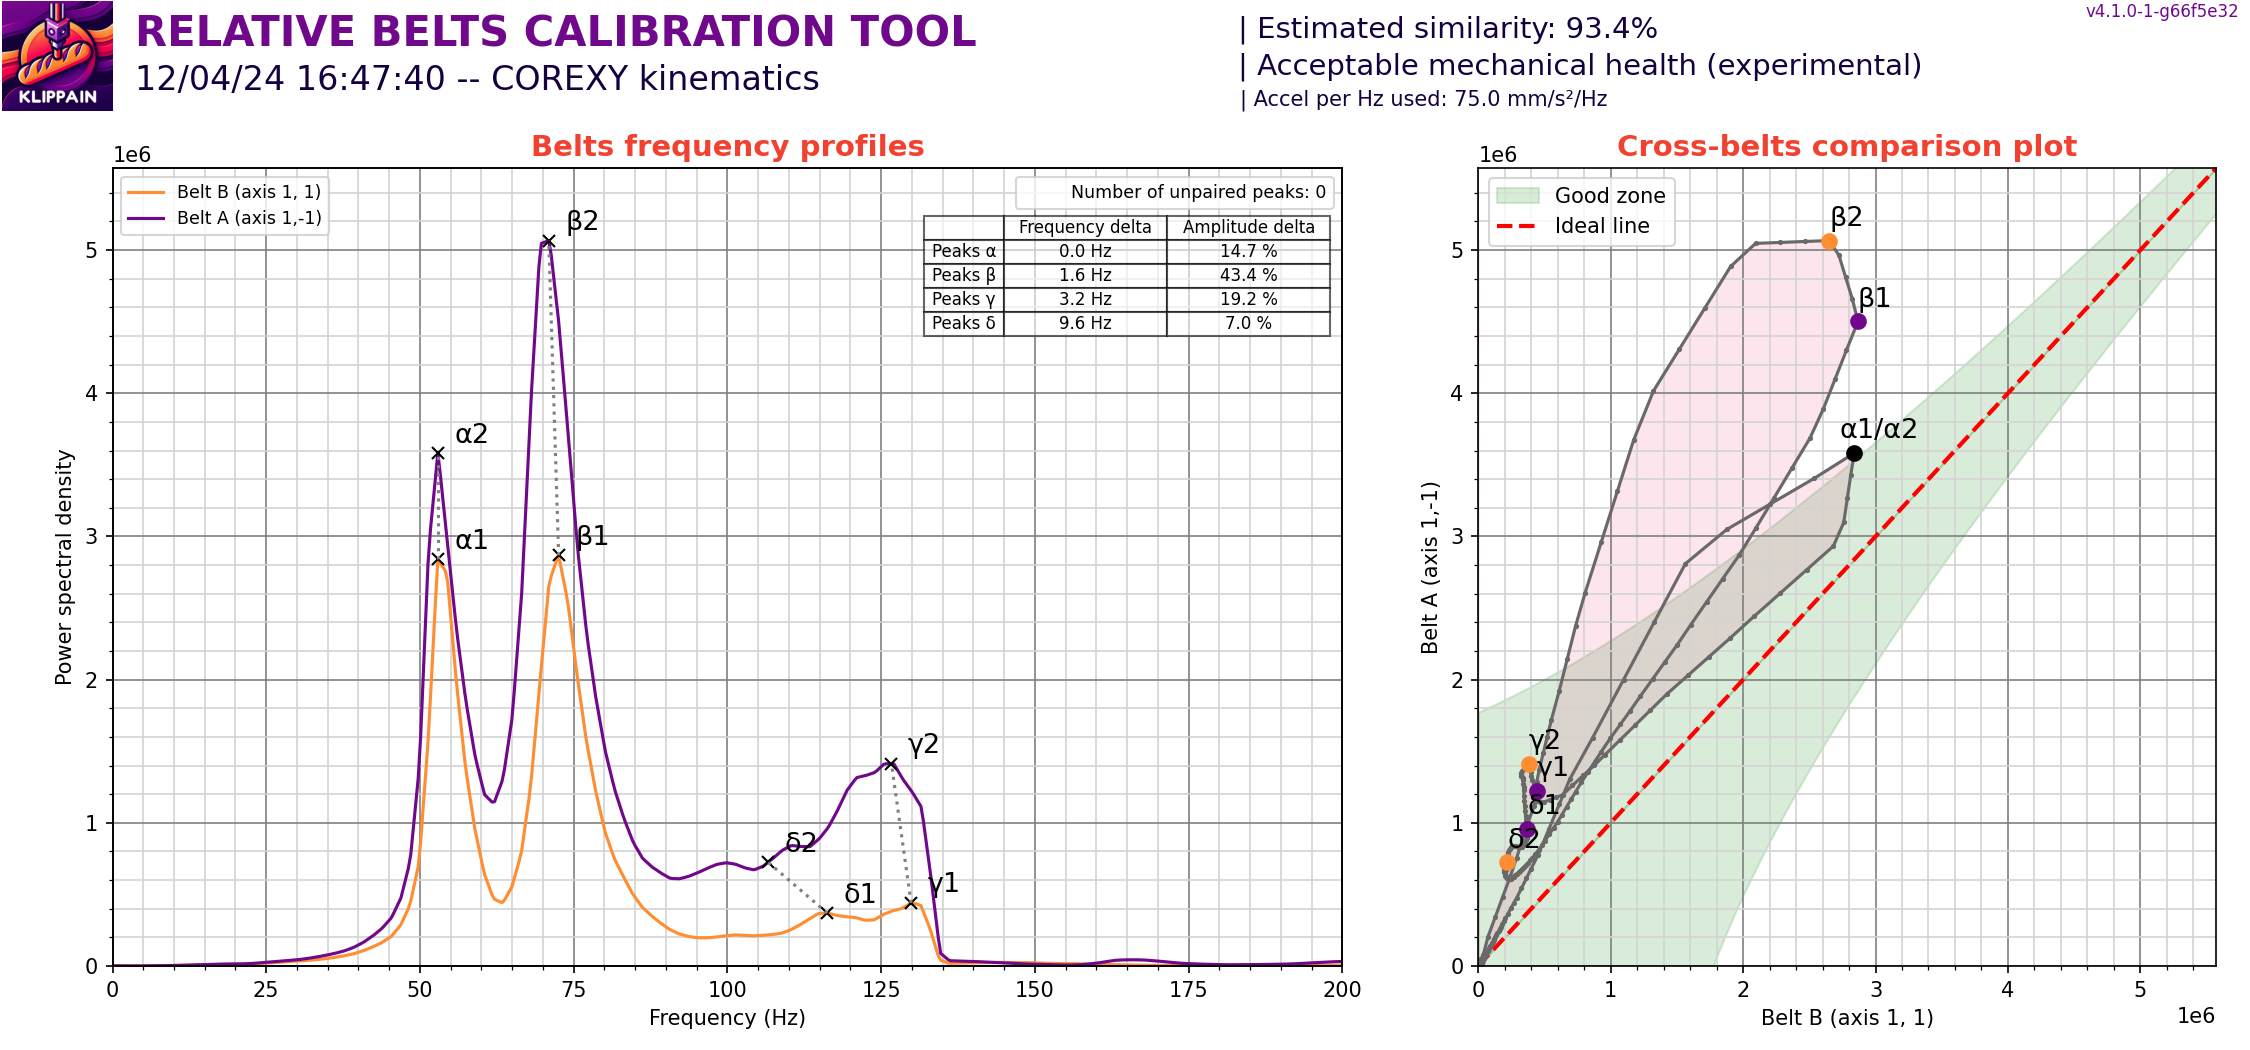 KLIPPAIN
RELATIVE BELTS CALIBRATION TOOL
12/04/24 16:47:40 -- COREXY kinematics
| Estimated similarity: 93.4%
| Acceptable mechanical health (experimental)
| Accel per Hz used: 75.0 mm/s²/Hz
v4.1.0-1-g66f5e32
Belts frequency profiles
1e6
Belt B (axis 1, 1)
Belt A (axis 1,-1)
Number of unpaired peaks: 0
Frequency delta Amplitude delta
Peaks α 0.0 Hz 14.7 %
Peaks β 1.6 Hz 43.4 %
Peaks γ 3.2 Hz 19.2 %
Peaks δ 9.6 Hz 7.0 %
β2
α2
α1
β1
γ2
δ2
δ1
γ1
5
4
3
2
1
0
Power spectral density
0 25 50 75 100 125 150 175 200
Frequency (Hz)
Cross-belts comparison plot
1e6
Good zone
Ideal line
β2
β1
α1/α2
γ2
γ1
δ1
δ2
5
4
3
2
1
0
Belt A (axis 1,-1)
0 1 2 3 4 5
Belt B (axis 1, 1)
1e6